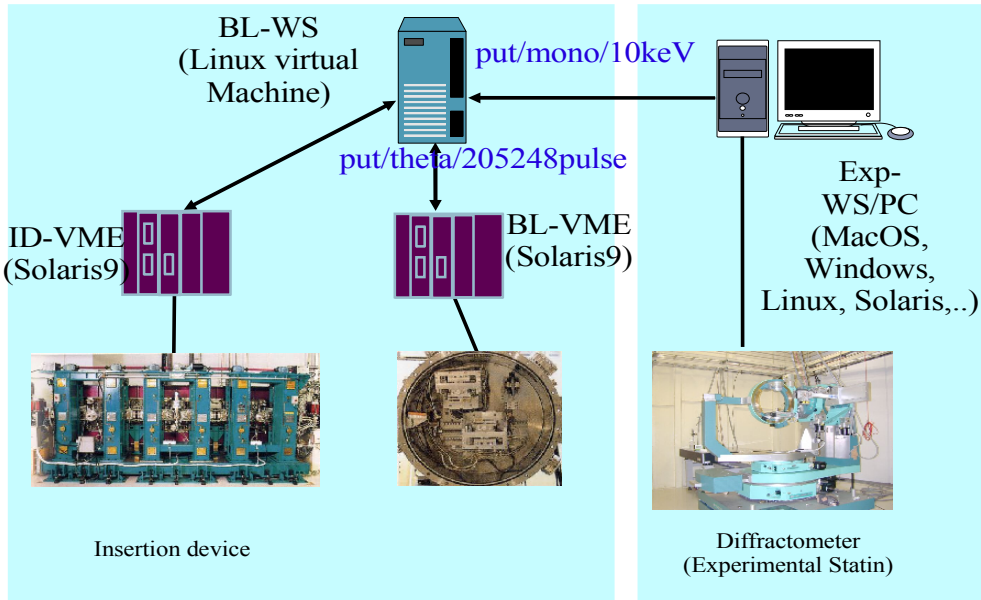 BL-WS
(Linux virtual
Machine)
put/mono/10keV
put/theta/205248pulse
ID-VME
(Solaris9)
BL-VME
(Solaris9)
Exp-
WS/PC
(MacOS,
Windows,
Linux, Solaris,..)
Insertion device
Diffractometer
(Experimental Statin)